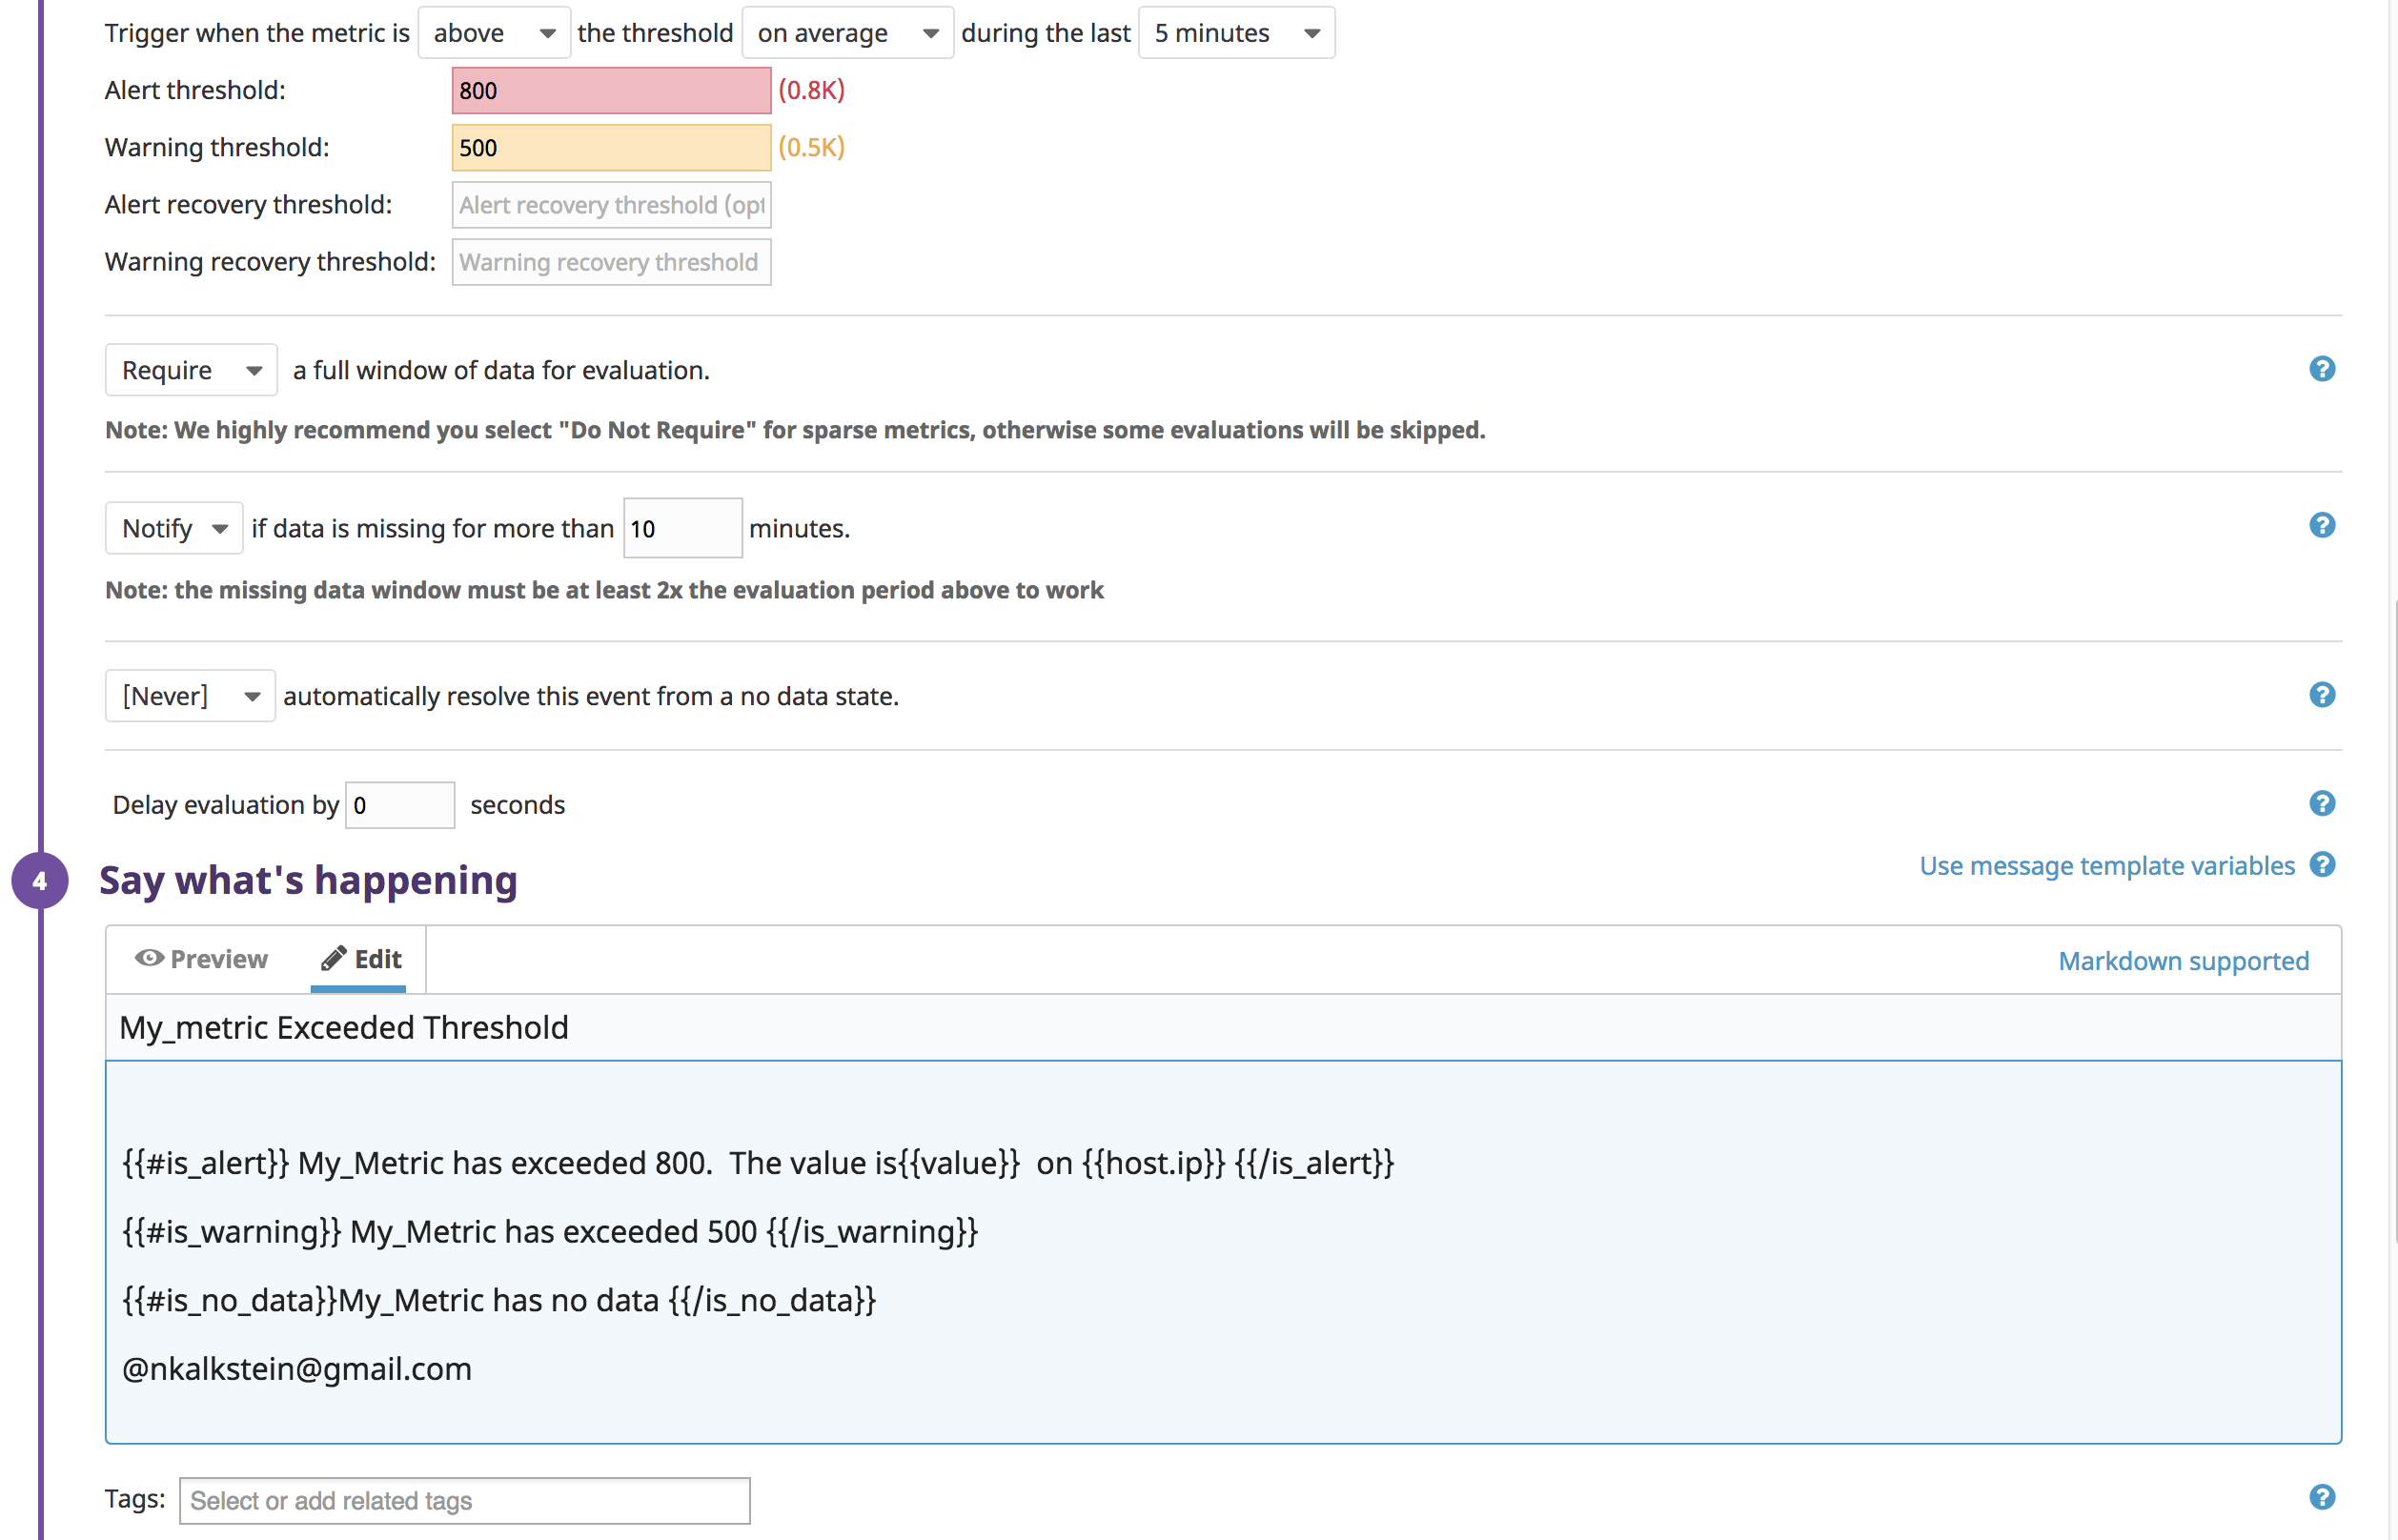 Trigger when the metric is above the threshold on average during the last 5 minutes
Alert threshold: 800 (0.8K)
Warning threshold: 500 (0.5K)
Alert recovery threshold: Alert recovery threshold (opt
Warning recovery threshold: Warning recovery threshold
Require a full window of data for evaluation. ?
Note: We highly recommend you select "Do Not Require" for sparse metrics, otherwise some evaluations will be skipped.
Notify if data is missing for more than 10 minutes. ?
Note: the missing data window must be at least 2x the evaluation period above to work
[Never] automatically resolve this event from a no data state. ?
Delay evaluation by 0 seconds ?
4 Say what's happening Use message template variables ?
Preview Edit Markdown supported
My_metric Exceeded Threshold
{{#is_alert}} My_Metric has exceeded 800.  The value is{{value}}  on {{host.ip}} {{/is_alert}}
{{#is_warning}} My_Metric has exceeded 500 {{/is_warning}}
{{#is_no_data}}My_Metric has no data {{/is_no_data}}
@nkalkstein@gmail.com
Tags: Select or add related tags ?